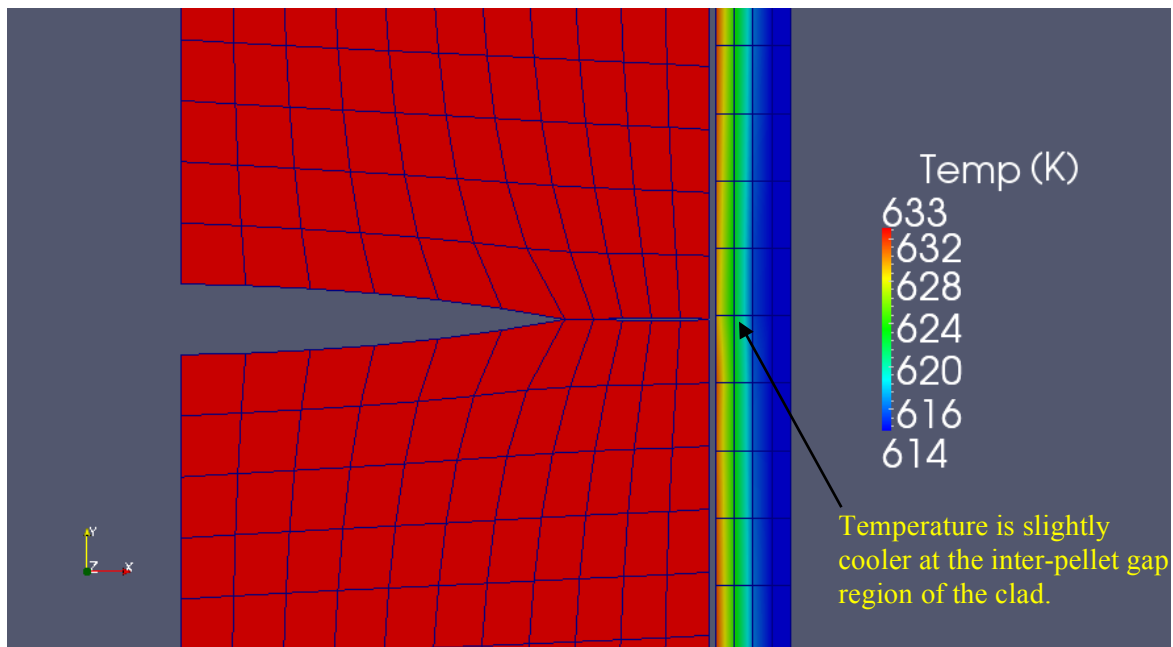 Temp (K)
633
632
628
624
620
616
614
Temperature is slightly
cooler at the inter-pellet gap
region of the clad.
Y
Z
X